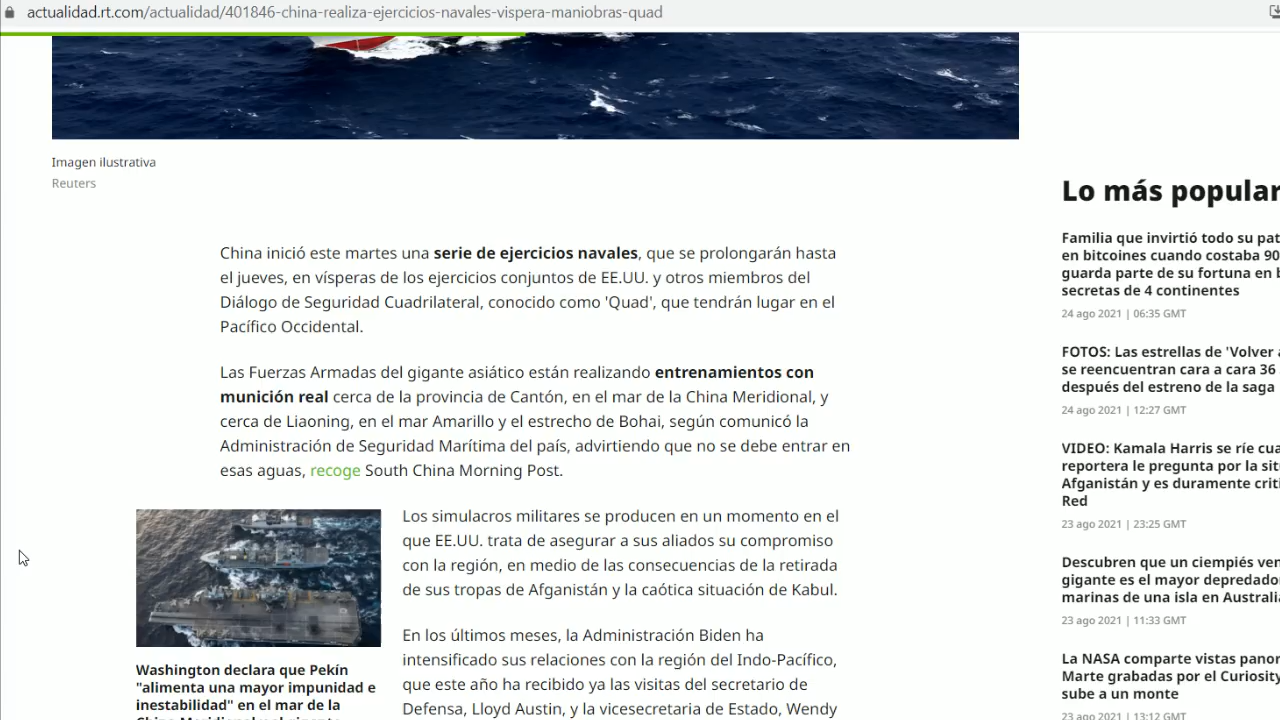 actualidad.rt.com/actualidad/401846-china-realiza-ejercicios-navales-vispera-maniobras-quad
Imagen ilustrativa
Reuters
China inició este martes una serie de ejercicios navales, que se prolongarán hasta
el jueves, en vísperas de los ejercicios conjuntos de EE.UU. y otros miembros del
Diálogo de Seguridad Cuadrilateral, conocido como 'Quad', que tendrán lugar en el
Pacífico Occidental.
Las Fuerzas Armadas del gigante asiático están realizando entrenamientos con
munición real cerca de la provincia de Cantón, en el mar de la China Meridional, y
cerca de Liaoning, en el mar Amarillo y el estrecho de Bohai, según comunicó la
Administración de Seguridad Marítima del país, advirtiendo que no se debe entrar en
esas aguas, recoge South China Morning Post.
Los simulacros militares se producen en un momento en el
que EE.UU. trata de asegurar a sus aliados su compromiso
con la región, en medio de las consecuencias de la retirada
de sus tropas de Afganistán y la caótica situación de Kabul.
En los últimos meses, la Administración Biden ha
intensificado sus relaciones con la región del Indo-Pacífico,
que este año ha recibido ya las visitas del secretario de
Defensa, Lloyd Austin, y la vicesecretaria de Estado, Wendy
Washington declara que Pekín
"alimenta una mayor impunidad e
inestabilidad" en el mar de la
Lo más popular
Familia que invirtió todo su pat
en bitcoines cuando costaba 90
guarda parte de su fortuna en
secretas de 4 continentes
24 ago 2021 | 06:35 GMT
FOTOS: Las estrellas de 'Volver
se reencuentran cara a cara 36
después del estreno de la saga
24 ago 2021 | 12:27 GMT
VIDEO: Kamala Harris se ríe cua
reportera le pregunta por la sit
Afganistán y es duramente criti
Red
23 ago 2021 | 23:25 GMT
Descubren que un ciempiés ven
gigante es el mayor depredado
marinas de una isla en Australi
23 ago 2021 | 11:33 GMT
La NASA comparte vistas panor
Marte grabadas por el Curiosity
sube a un monte
23 ago 2021 | 13:12 GMT